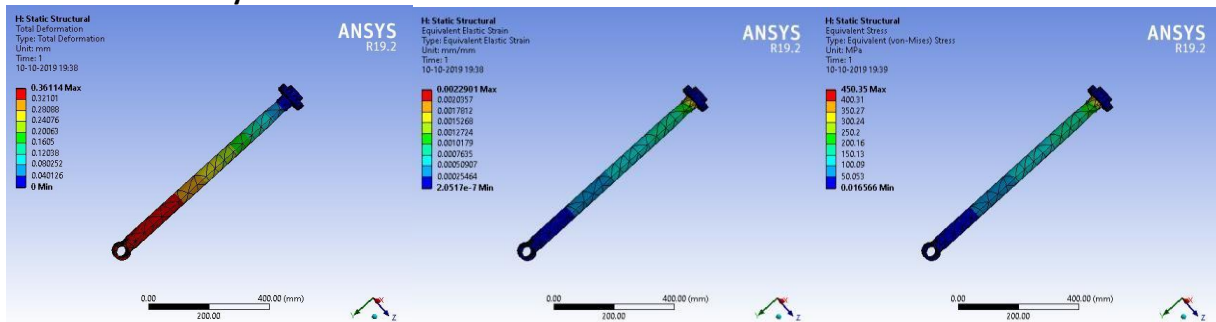 H: Static Structural
Total Deformation
Type: Total Deformation
Unit: mm
Time: 1
10-10-2019 19:38
0.36114 Max
0.32101
0.28088
0.24076
0.20063
0.1605
0.12038
0.080252
0.040126
0 Min
ANSYS
R19.2
0.00
400.00 (mm)
200.00
X
Y
Z
H: Static Structural
Equivalent Elastic Strain
Type: Equivalent Elastic Strain
Unit: mm/mm
Time: 1
10-10-2019 19:38
0.0022901 Max
0.0020357
0.0017812
0.0015268
0.0012724
0.0010179
0.0007635
0.00050907
0.00025464
2.0517e-7 Min
ANSYS
R19.2
0.00
400.00 (mm)
200.00
X
Y
Z
H: Static Structural
Equivalent Stress
Type: Equivalent (von-Mises) Stress
Unit: MPa
Time: 1
10-10-2019 19:39
450.35 Max
400.31
350.27
300.24
250.2
200.16
150.13
100.09
50.053
0.016566 Min
ANSYS
R19.2
0.00
400.00 (mm)
200.00
X
Y
Z